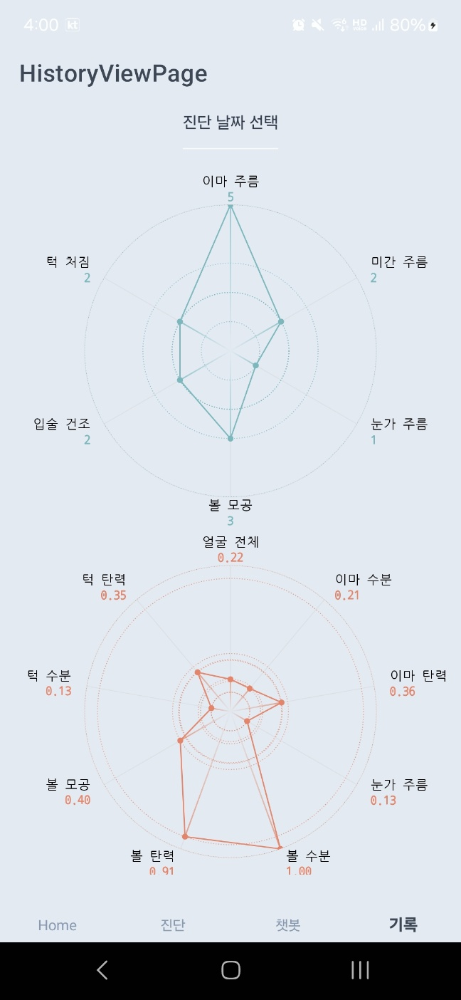 4:00 kt HD VOICE 80%
HistoryViewPage
진단 날짜 선택
이마 주름
5
턱 처짐
2
미간 주름
2
입술 건조
2
눈가 주름
1
볼 모공
3
얼굴 전체
0.22
턱 탄력
0.35
이마 수분
0.21
턱 수분
0.13
이마 탄력
0.36
볼 모공
0.40
눈가 주름
0.13
볼 탄력
0.91
볼 수분
1.00
Home 진단 챗봇 기록